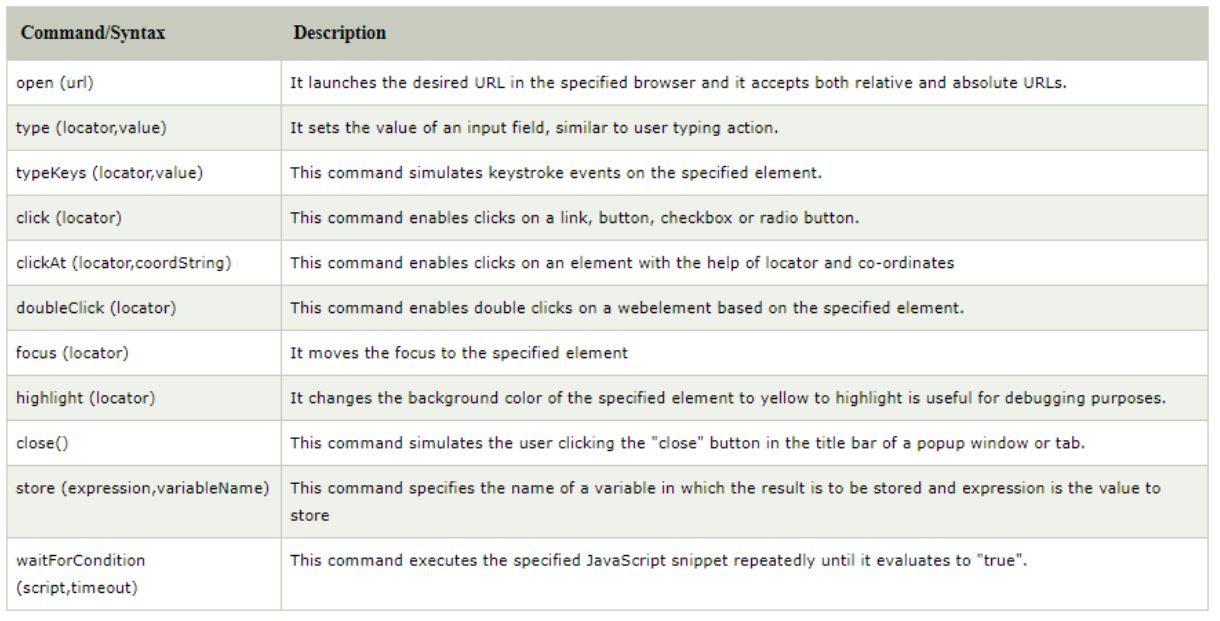 Command/Syntax Description
open (url) It launches the desired URL in the specified browser and it accepts both relative and absolute URLs.
type (locator,value) It sets the value of an input field, similar to user typing action.
typeKeys (locator,value) This command simulates keystroke events on the specified element.
click (locator) This command enables clicks on a link, button, checkbox or radio button.
clickAt (locator,coordString) This command enables clicks on an element with the help of locator and co-ordinates
doubleClick (locator) This command enables double clicks on a webelement based on the specified element.
focus (locator) It moves the focus to the specified element
highlight (locator) It changes the background color of the specified element to yellow to highlight is useful for debugging purposes.
close() This command simulates the user clicking the "close" button in the title bar of a popup window or tab.
store (expression,variableName) This command specifies the name of a variable in which the result is to be stored and expression is the value to
store
waitForCondition This command executes the specified JavaScript snippet repeatedly until it evaluates to "true".
(script,timeout)